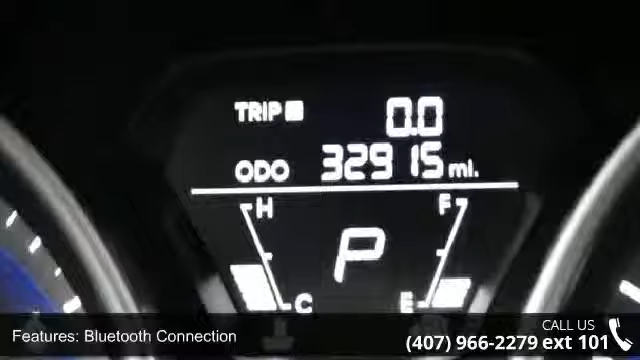 TRIP 0.0
ODO 32915 mi.
H F
P
C E
Features: Bluetooth Connection
CALL US
(407) 966-2279 ext 101